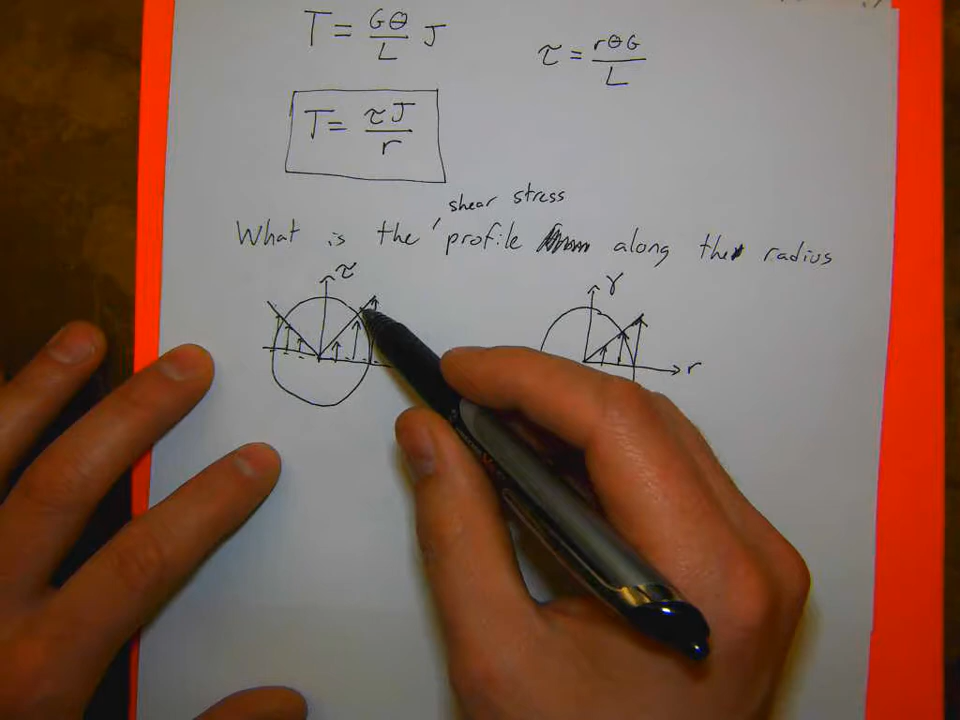 T = Gθ/L J
τ = rθG/L
T = τJ/r
shear stress
What is the profile along the radius
τ
γ
r